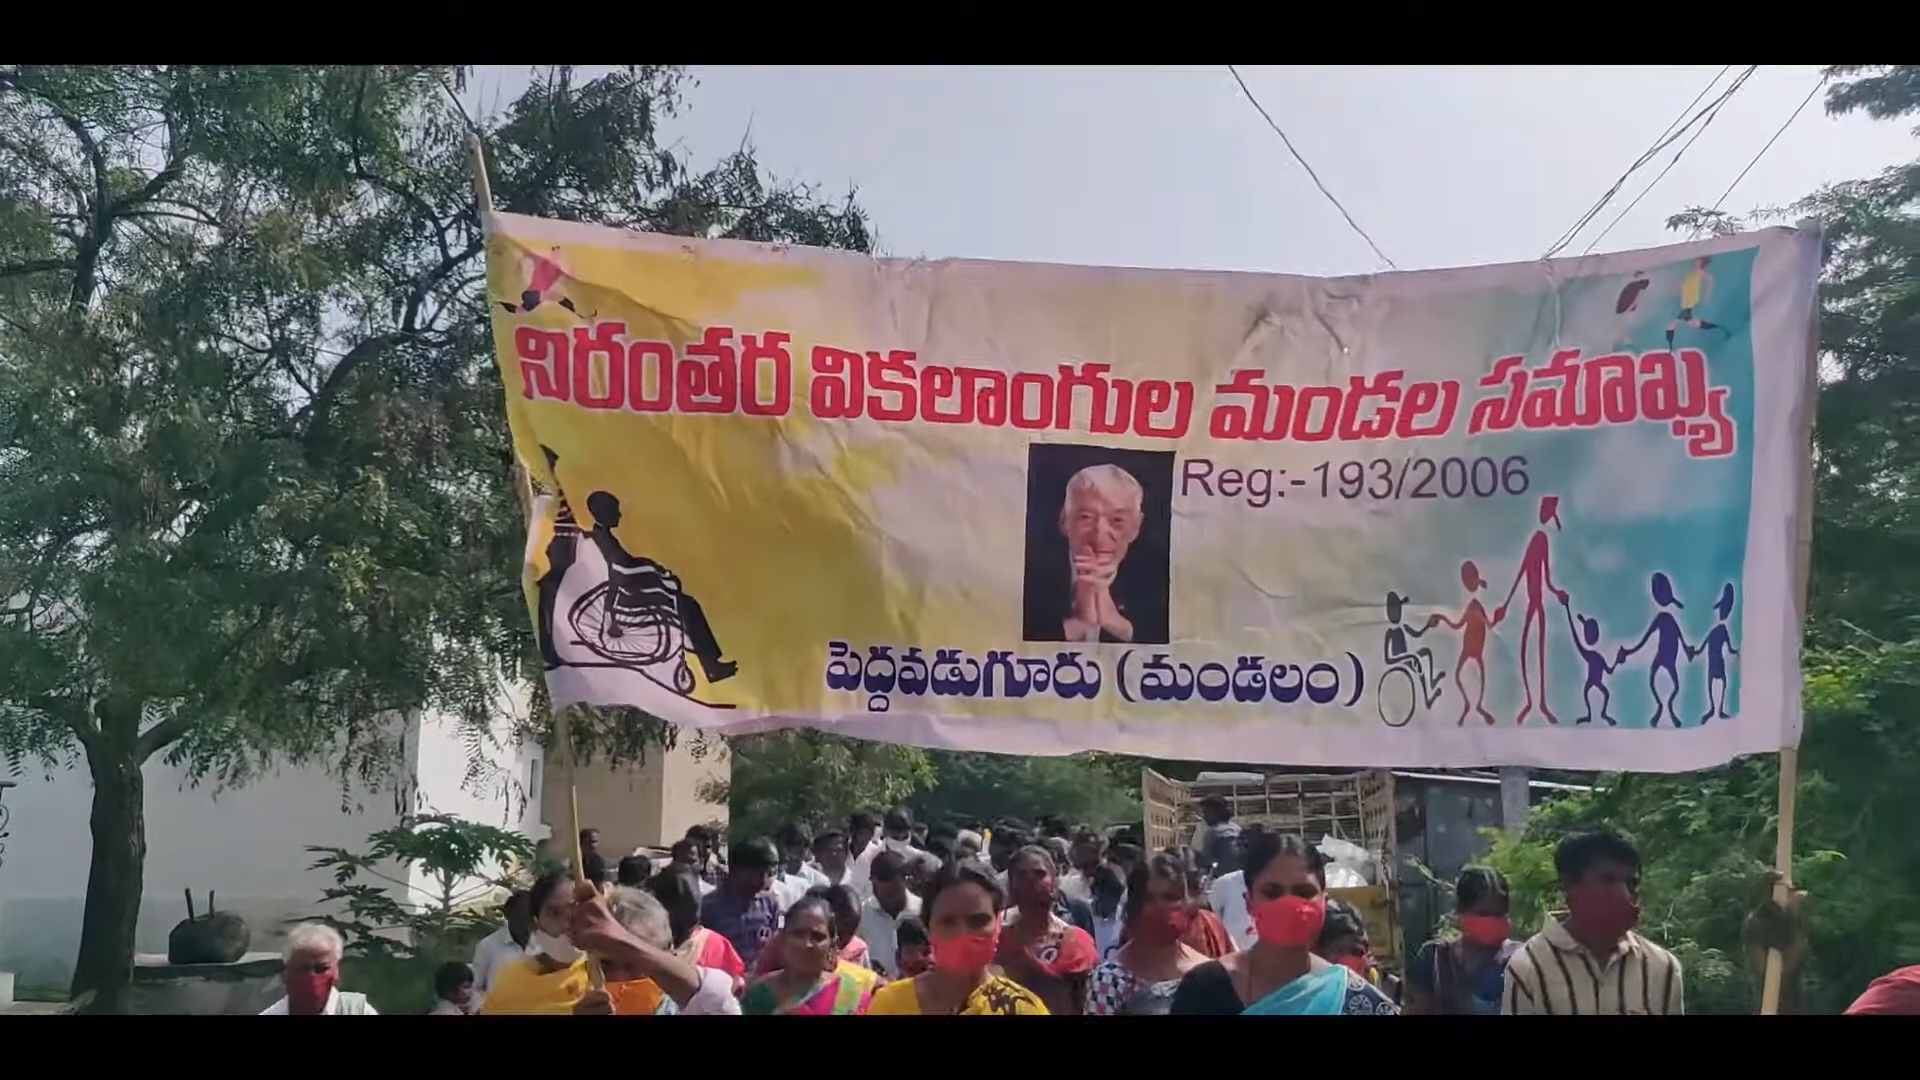 నిరంతర వికలాంగుల మండల సమాఖ్య
Reg:-193/2006
పెద్దవడుగూరు (మండలం)